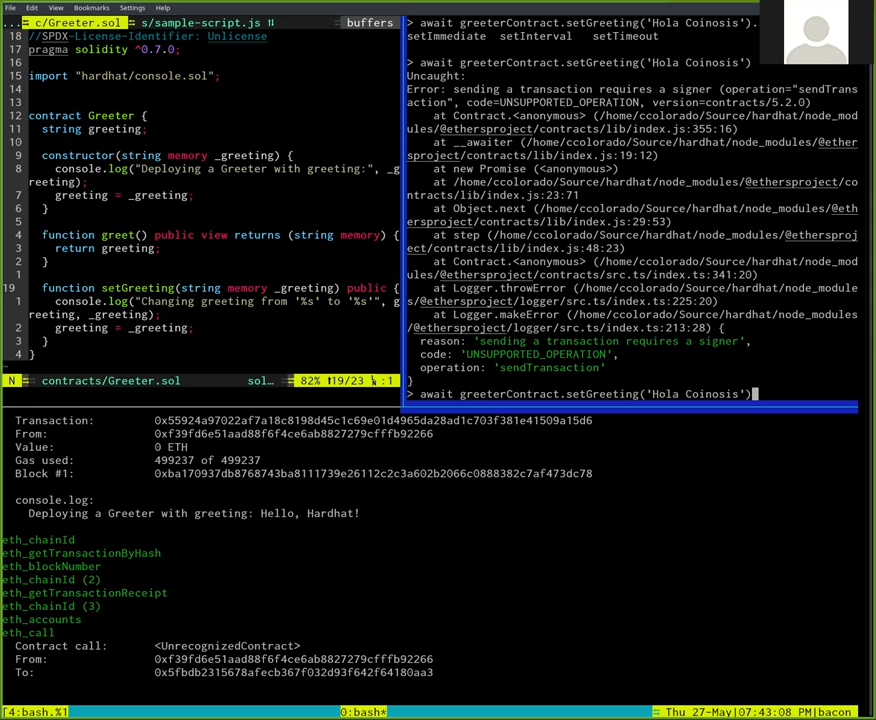 File Edit View Bookmarks Settings Help
... c/Greeter.sol s/sample-script.js buffers
18 //SPDX-License-Identifier: Unlicense
17 pragma solidity ^0.7.0;
16
15 import "hardhat/console.sol";
14
13
12 contract Greeter {
11 string greeting;
10
9 constructor(string memory _greeting) {
8 console.log("Deploying a Greeter with greeting:", _g
reeting);
7 greeting = _greeting;
6 }
5
4 function greet() public view returns (string memory) {
3 return greeting;
2 }
1
19 function setGreeting(string memory _greeting) public {
1 console.log("Changing greeting from '%s' to '%s'", g
reeting, _greeting);
2 greeting = _greeting;
3 }
4 }
~
N contracts/Greeter.sol sol… 82% 19/23 :1
> await greeterContract.setGreeting('Hola Coinosis').
setImmediate setInterval setTimeout
> await greeterContract.setGreeting('Hola Coinosis')
Uncaught:
Error: sending a transaction requires a signer (operation="sendTrans
action", code=UNSUPPORTED_OPERATION, version=contracts/5.2.0)
at Contract.<anonymous> (/home/ccolorado/Source/hardhat/node_mod
ules/@ethersproject/contracts/lib/index.js:355:16)
at __awaiter (/home/ccolorado/Source/hardhat/node_modules/@ether
sproject/contracts/lib/index.js:19:12)
at new Promise (<anonymous>)
at /home/ccolorado/Source/hardhat/node_modules/@ethersproject/co
ntracts/lib/index.js:23:71
at Object.next (/home/ccolorado/Source/hardhat/node_modules/@eth
ersproject/contracts/lib/index.js:29:53)
at step (/home/ccolorado/Source/hardhat/node_modules/@ethersproj
ect/contracts/lib/index.js:48:23)
at Contract.<anonymous> (/home/ccolorado/Source/hardhat/node_mod
ules/@ethersproject/contracts/src.ts/index.ts:341:20)
at Logger.throwError (/home/ccolorado/Source/hardhat/node_module
s/@ethersproject/logger/src.ts/index.ts:225:20)
at Logger.makeError (/home/ccolorado/Source/hardhat/node_modules
/@ethersproject/logger/src.ts/index.ts:213:28) {
reason: 'sending a transaction requires a signer',
code: 'UNSUPPORTED_OPERATION',
operation: 'sendTransaction'
}
> await greeterContract.setGreeting('Hola Coinosis')
Transaction: 0x55924a97022af7a18c8198d45c1c69e01d4965da28ad1c703f381e41509a15d6
From: 0xf39fd6e51aad88f6f4ce6ab8827279cfffb92266
Value: 0 ETH
Gas used: 499237 of 499237
Block #1: 0xba170937db8768743ba8111739e26112c2c3a602b2066c0888382c7af473dc78
console.log:
Deploying a Greeter with greeting: Hello, Hardhat!
eth_chainId
eth_getTransactionByHash
eth_blockNumber
eth_chainId (2)
eth_getTransactionReceipt
eth_chainId (3)
eth_accounts
eth_call
Contract call: <UnrecognizedContract>
From: 0xf39fd6e51aad88f6f4ce6ab8827279cfffb92266
To: 0x5fbdb2315678afecb367f032d93f642f64180aa3
[4:bash.%1 0:bash* Thu 27-May|07:43:08 PM|bacon